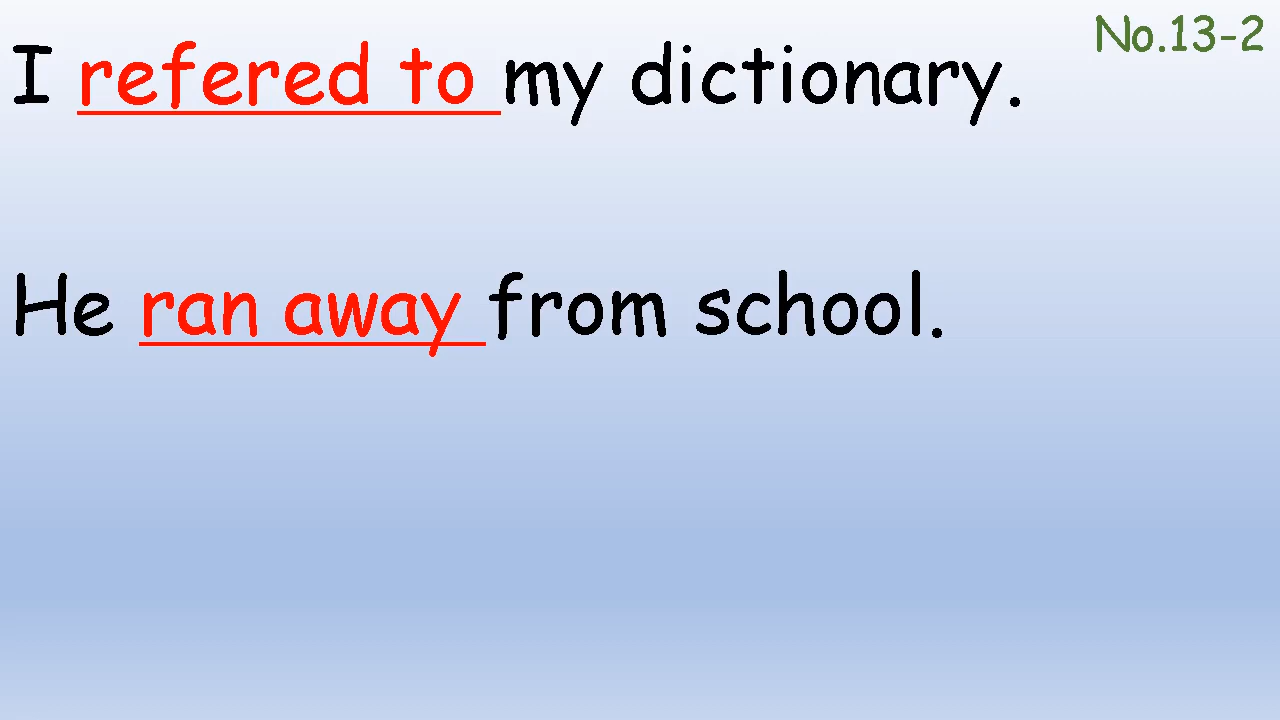 No.13-2
I refered to my dictionary.
He ran away from school.